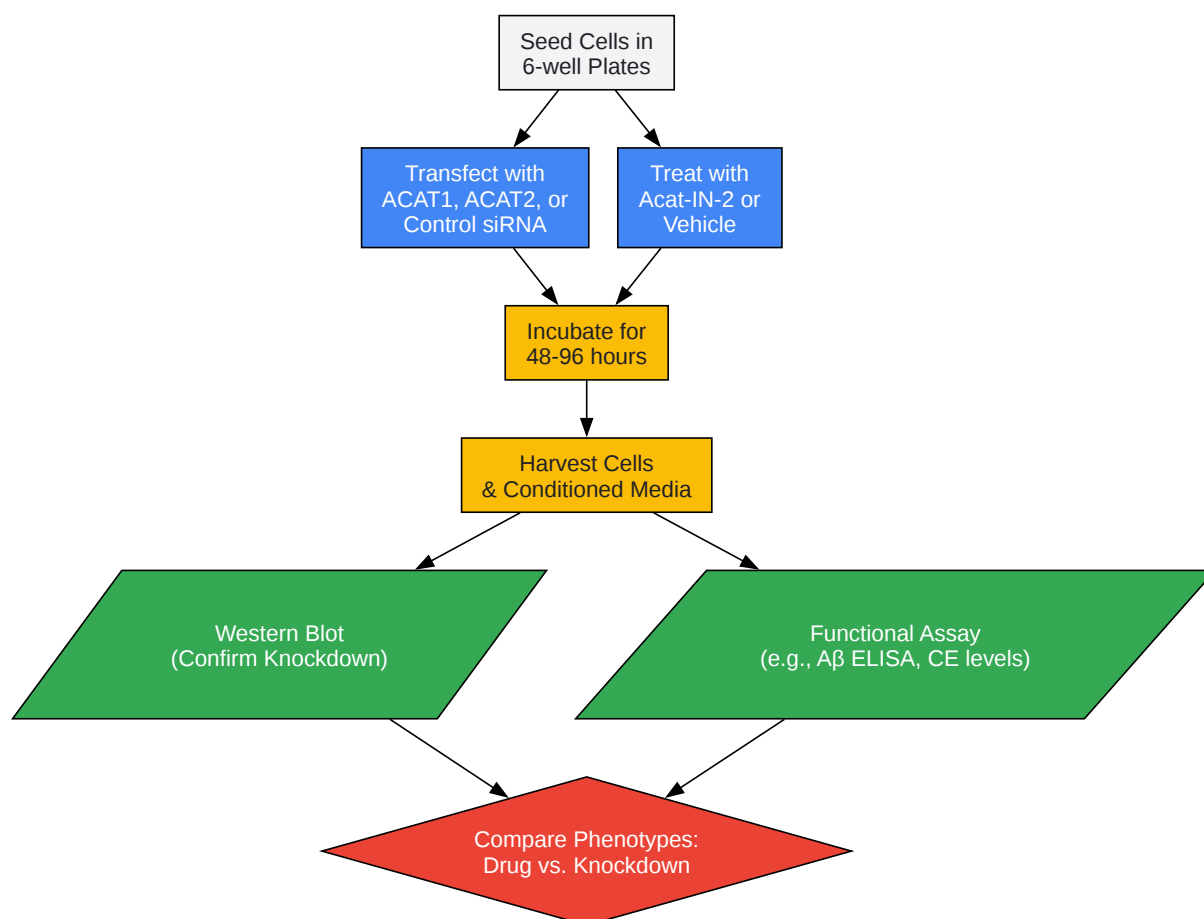 Seed Cells in
6-well Plates
Transfect with
ACAT1, ACAT2, or
Control siRNA
Treat with
Acat-IN-2 or
Vehicle
Incubate for
48-96 hours
Harvest Cells
& Conditioned Media
Western Blot
(Confirm Knockdown)
Functional Assay
(e.g., Aβ ELISA, CE levels)
Compare Phenotypes:
Drug vs. Knockdown